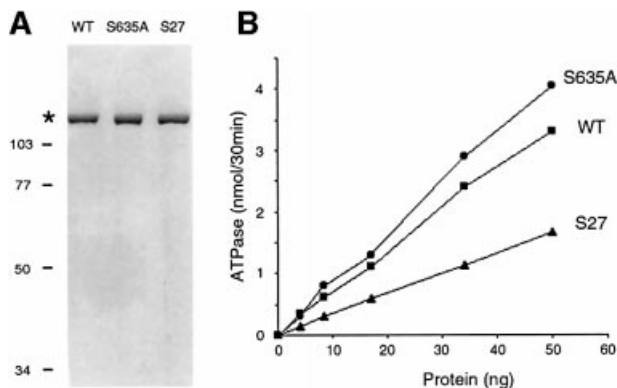 A
WT S635A S27
*
103
77
50
34
B
ATPase (nmol/30min)
4
3
2
1
0
0 10 20 30 40 50 60
Protein (ng)
S635A
WT
S27